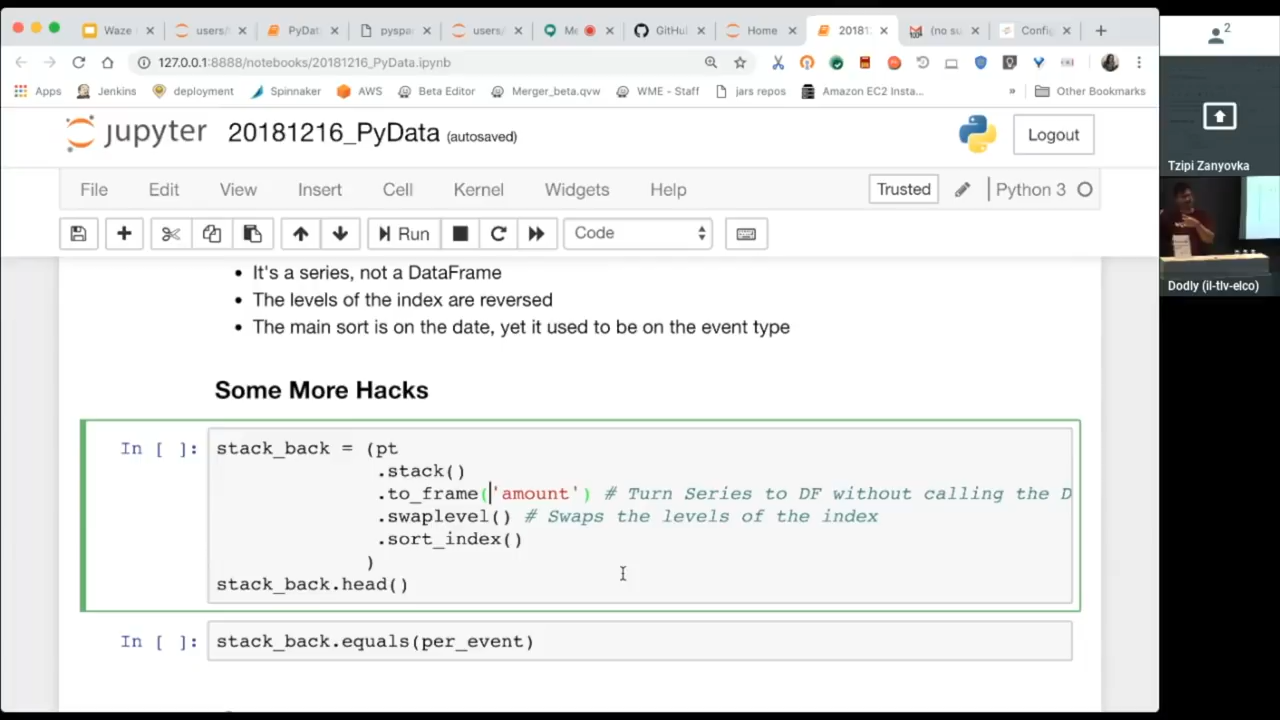 Waze
users/
PyDat
pyspa
users/
Me
GitHul
Home
20181
(no su
Config
127.0.0.1:8888/notebooks/20181216_PyData.ipynb
Apps Jenkins deployment Spinnaker AWS Beta Editor Merger_beta.qvw WME - Staff jars repos Amazon EC2 Insta... » Other Bookmarks
2
jupyter 20181216_PyData (autosaved)
Logout
Tzipi Zanyovka
File Edit View Insert Cell Kernel Widgets Help
Trusted Python 3
Run Code
Dodly (il-tlv-elco)
• It's a series, not a DataFrame
• The levels of the index are reversed
• The main sort is on the date, yet it used to be on the event type
Some More Hacks
In [ ]: stack_back = (pt
.stack()
.to_frame('amount') # Turn Series to DF without calling the D
.swaplevel() # Swaps the levels of the index
.sort_index()
)
stack_back.head()
In [ ]: stack_back.equals(per_event)